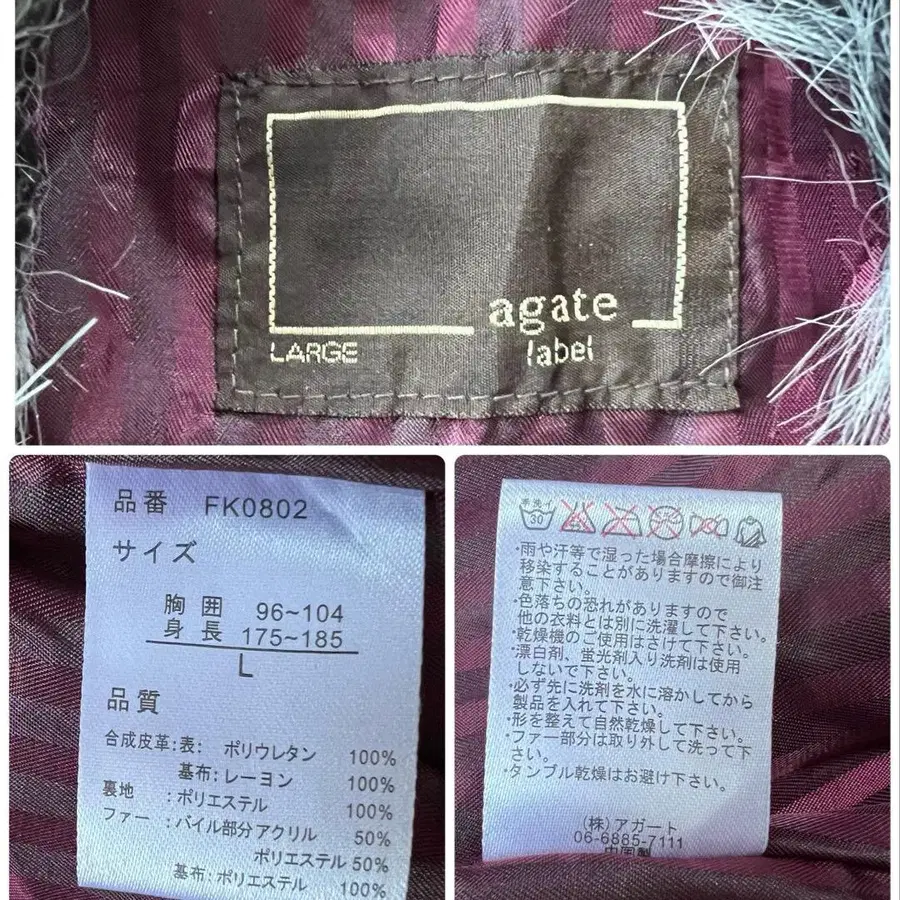 agate
LARGE label
品番 FK0802
サイズ
胸囲 96~104
身長 175~185
L
品質
合成皮革:表: ポリウレタン 100%
基布:レーヨン 100%
裏地 :ポリエステル 100%
ファー :パイル部分アクリル 50%
ポリエステル 50%
基布:ポリエステル 100%
手洗イ
30
・雨や汗等で湿った場合摩擦により
移染することがありますので御注
意下さい。
・色落ちの恐れがありますので
他の衣料とは別に洗濯して下さい。
・乾燥機のご使用はさけて下さい。
・漂白剤、蛍光剤入り洗剤は使用
しないで下さい。
・必ず先に洗剤を水に溶かしてから
製品を入れて下さい。
・形を整えて自然乾燥して下さい。
・ファー部分は取り外して洗って下
さい。
・タンブル乾燥はお避け下さい。
(株)アガート
06-6885-7111
中国製